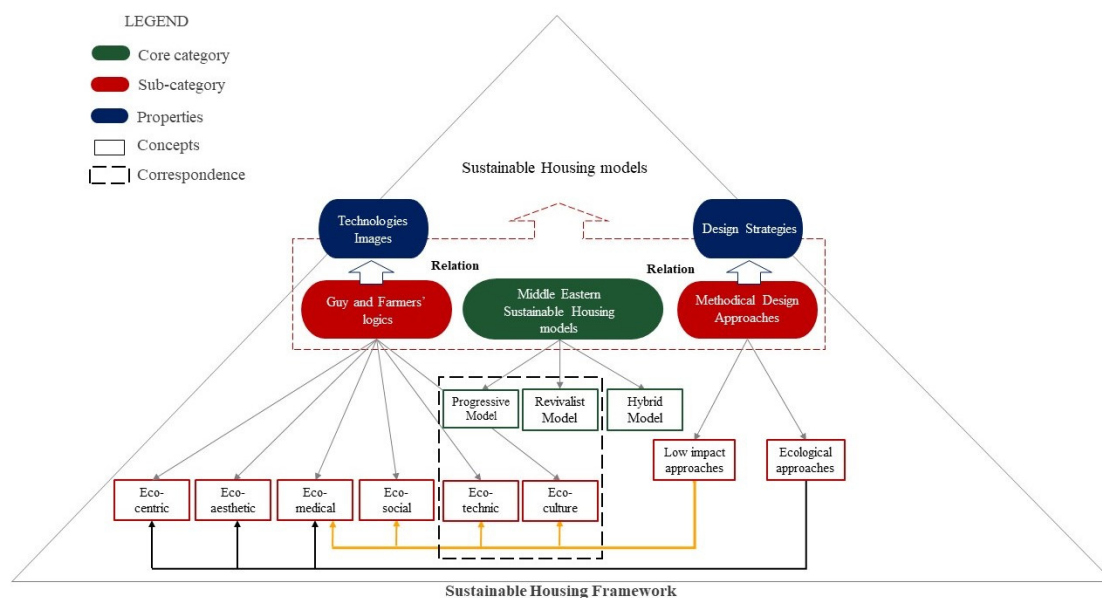 LEGEND
Core category
Sub-category
Properties
Concepts
Correspondence
Sustainable Housing models
Technologies
Images
Design Strategies
Relation
Relation
Guy and Farmers'
logics
Middle Eastern
Sustainable Housing
models
Methodical Design
Approaches
Progressive
Model
Revivalist
Model
Hybrid
Model
Low impact
approaches
Ecological
approaches
Eco-
centric
Eco-
aesthetic
Eco-
medical
Eco-
social
Eco-
technic
Eco-
culture
Sustainable Housing Framework